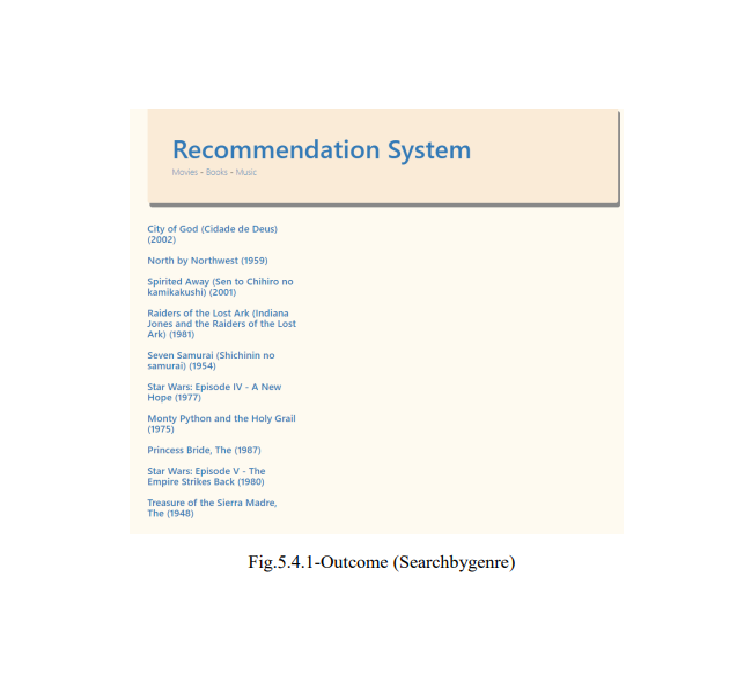 Recommendation System
Movies - Books - Music
City of God (Cidade de Deus)
(2002)
North by Northwest (1959)
Spirited Away (Sen to Chihiro no
kamikakushi) (2001)
Raiders of the Lost Ark (Indiana
Jones and the Raiders of the Lost
Ark) (1981)
Seven Samurai (Shichinin no
samurai) (1954)
Star Wars: Episode IV - A New
Hope (1977)
Monty Python and the Holy Grail
(1975)
Princess Bride, The (1987)
Star Wars: Episode V - The
Empire Strikes Back (1980)
Treasure of the Sierra Madre,
The (1948)
Fig.5.4.1-Outcome (Searchbygenre)